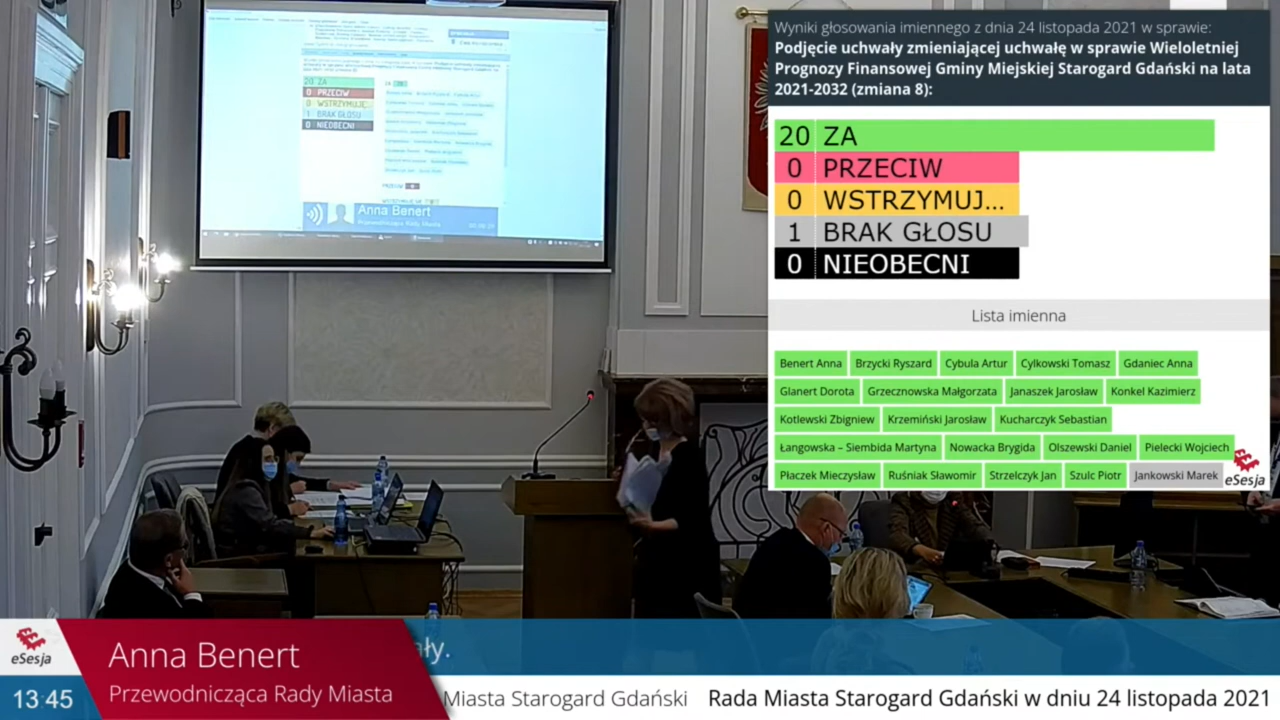 Wyniki głosowania imiennego z dnia 24 listopada 2021 w sprawie:
Podjęcie uchwały zmieniającej uchwałę w sprawie Wieloletniej
Prognozy Finansowej Gminy Miejskiej Starogard Gdański na lata
2021-2032 (zmiana 8):
20 ZA
0 PRZECIW
0 WSTRZYMUJ...
1 BRAK GŁOSU
0 NIEOBECNI
Lista imienna
Benert Anna Brzycki Ryszard Cybula Artur Cylkowski Tomasz Gdaniec Anna
Glanert Dorota Grzecznowska Małgorzata Janaszek Jarosław Konkel Kazimierz
Kotlewski Zbigniew Krzemiński Jarosław Kucharczyk Sebastian
Łangowska – Siembida Martyna Nowacka Brygida Olszewski Daniel Pielecki Wojciech
Płaczek Mieczysław Ruśniak Sławomir Strzelczyk Jan Szulc Piotr Jankowski Marek
eSesja
20 ZA
0 PRZECIW
0 WSTRZYMUJĘ...
1 BRAK GŁOSU
0 NIEOBECNI
PRZECIW 0
Anna Benert
Przewodnicząca Rady Miasta
eSesja
13:45
Anna Benert
Przewodnicząca Rady Miasta
ały.
Miasta Starogard Gdański Rada Miasta Starogard Gdański w dniu 24 listopada 2021